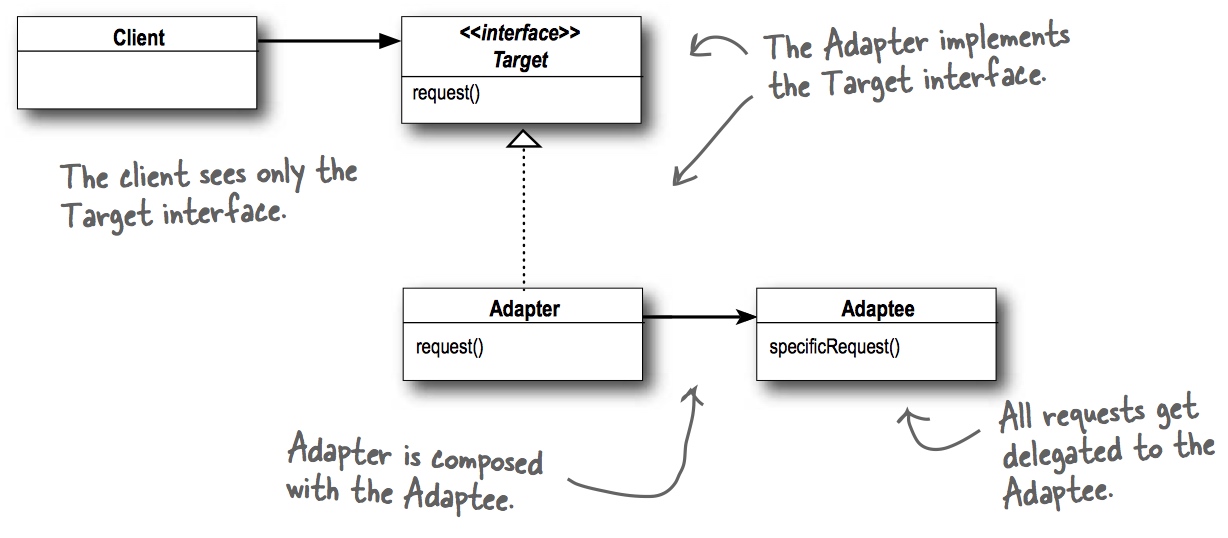 Client
<<interface>>
Target
request()
The Adapter implements
the Target interface.
The client sees only the
Target interface.
Adapter
request()
Adaptee
specificRequest()
Adapter is composed
with the Adaptee.
All requests get
delegated to the
Adaptee.